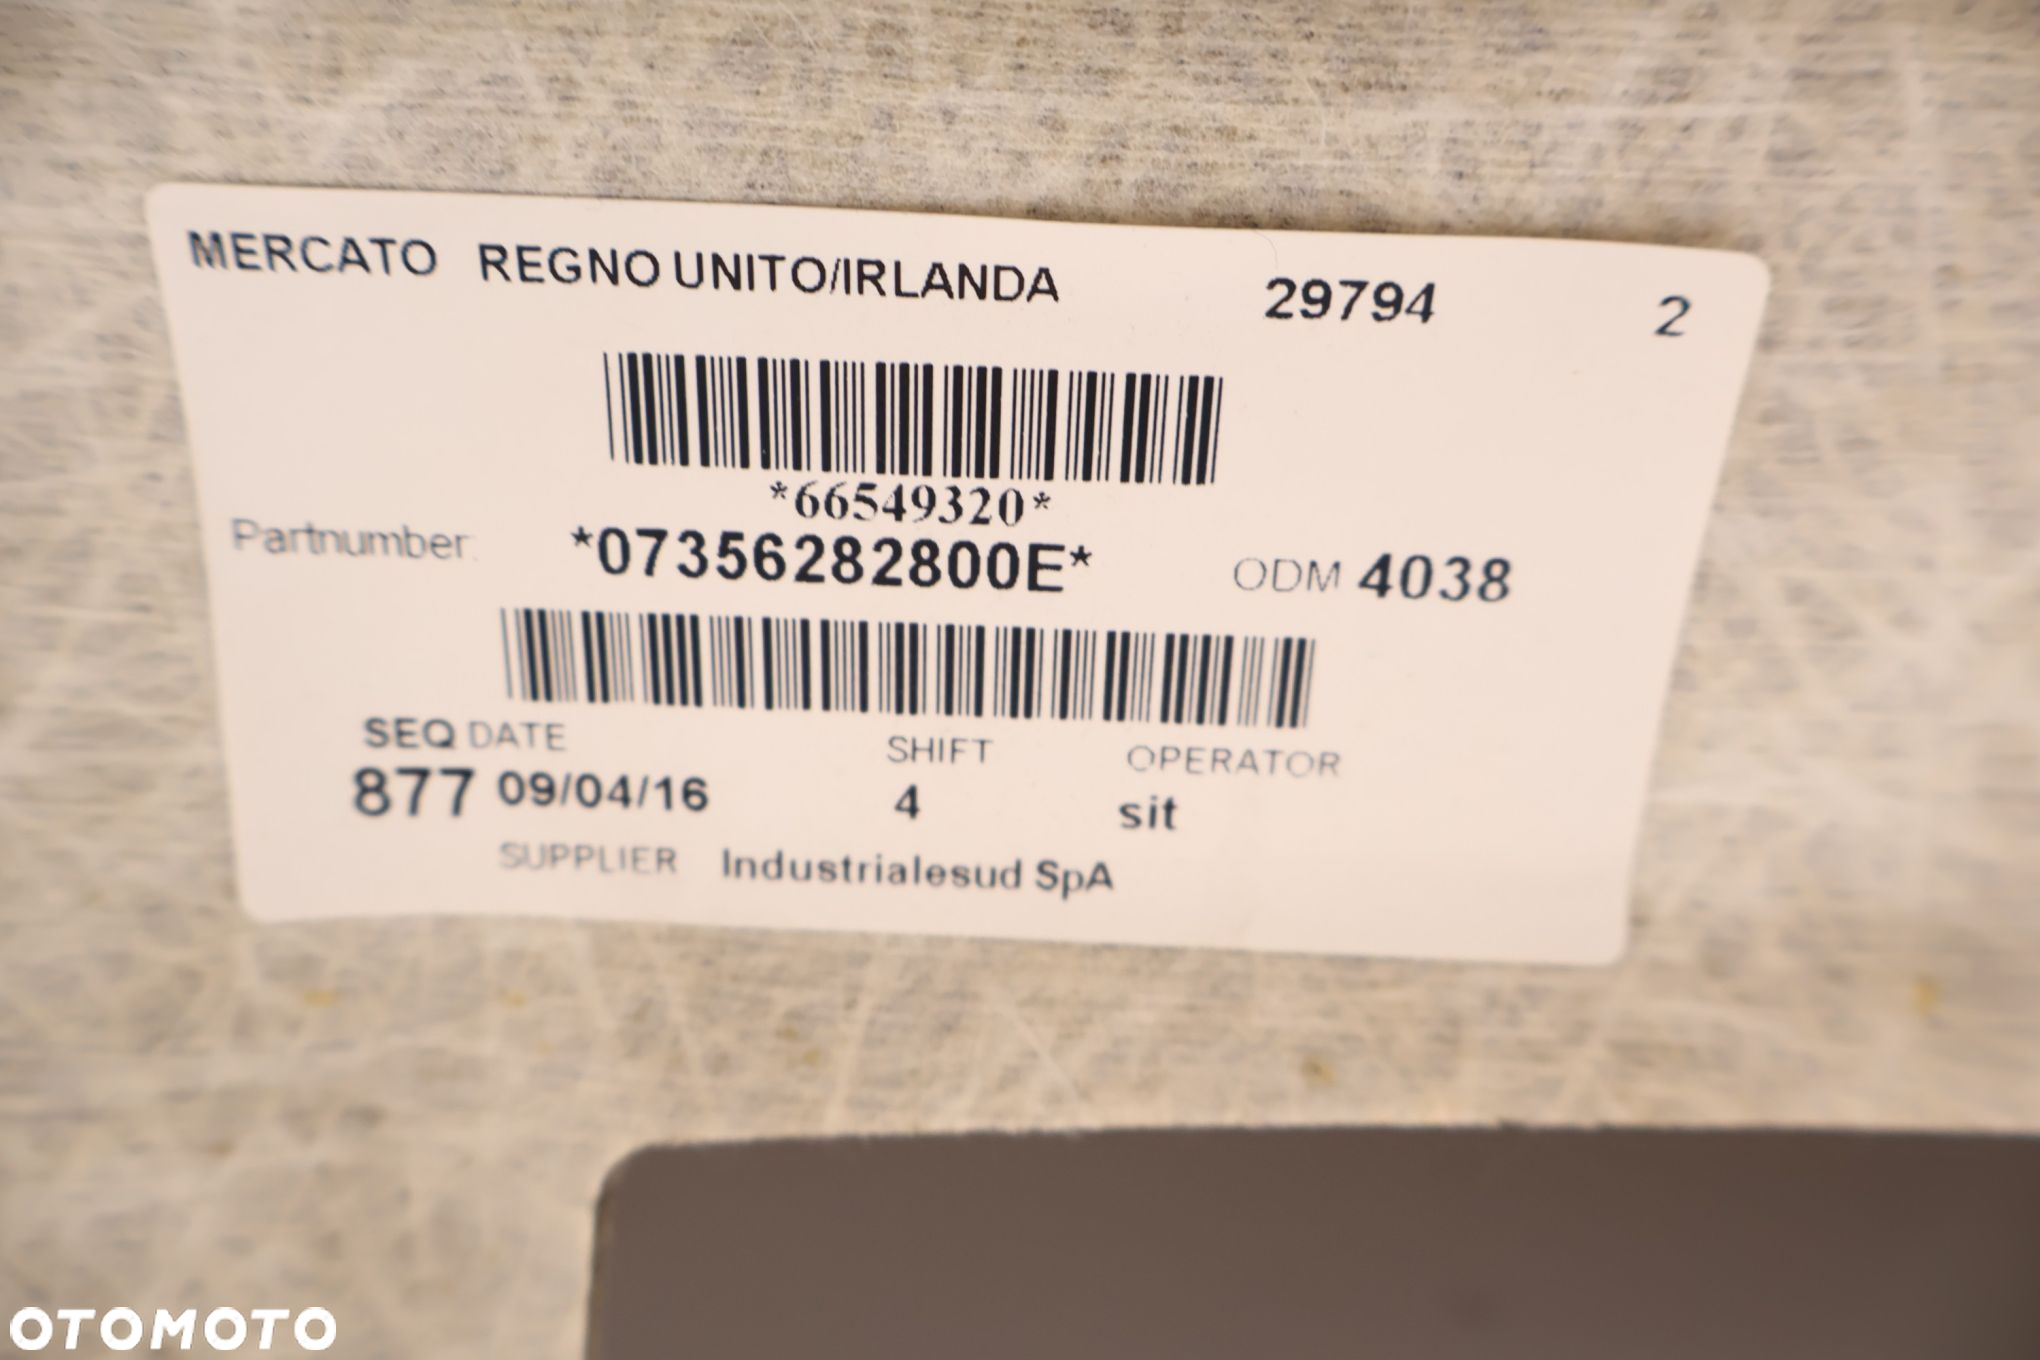 MERCATO REGNO UNITO/IRLANDA 29794 2
*66549320*
Partnumber: *07356282800E* ODM 4038
SEQ DATE SHIFT OPERATOR
877 09/04/16 4 sit
SUPPLIER Industrialesud SpA
OTOMOTO